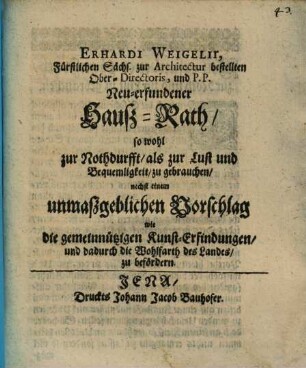 43.
ERHARDI WEIGELII,
Fürstlichen Sächs. zur Architectur bestellten
Ober-Directoris, und P.P.
Neu-erfundener
Hauß-Rath/
so wohl
zur Nothdurfft/als zur Lust und
Bequemligkeit/zu gebrauchen/
nechst einem
unmaßgeblichen Vorschlag
wie
die gemeinnützigen Kunst-Erfindungen/
und dadurch die Wohlfarth des Landes/
zu befördern.
JENA/
Druckts Johann Jacob Bauhofer.